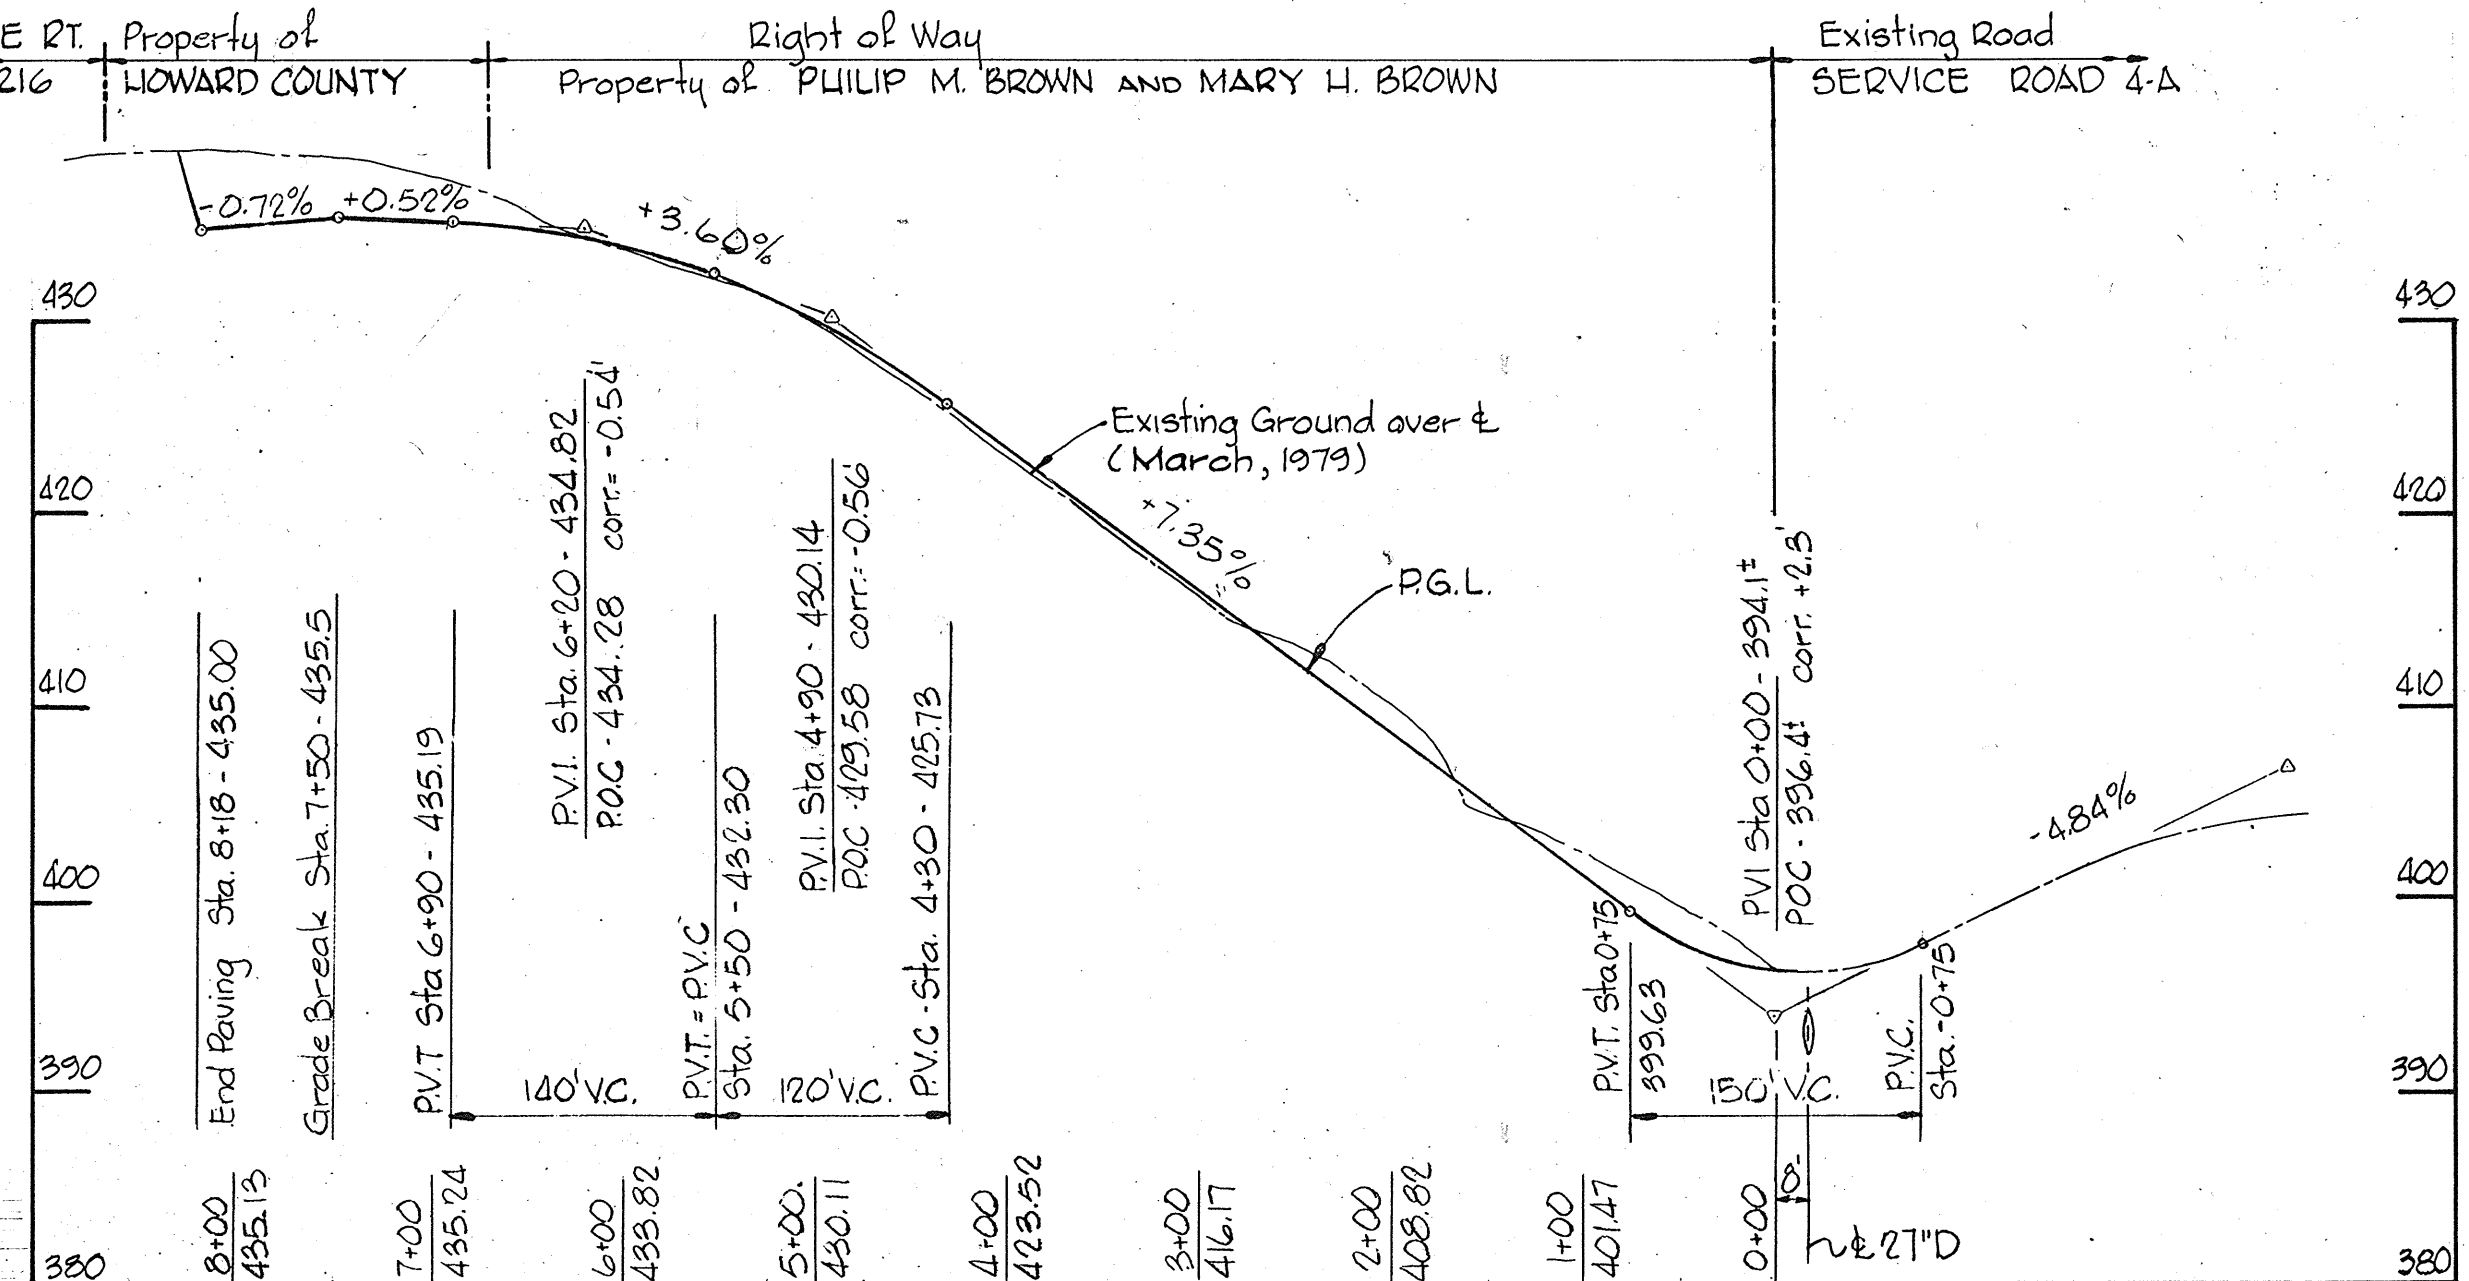 E RT.
216
Property of
HOWARD COUNTY
Right of Way
Property of PHILIP M. BROWN AND MARY H. BROWN
Existing Road
SERVICE ROAD 4-A
-0.72%
+0.52%
+3.60%
430
420
410
400
390
380
Existing Ground over ℄
(March, 1979)
+7.35%
P.G.L.
-4.84%
430
420
410
400
390
380
End Paving Sta. 8+18 - 435.00
Grade Break Sta. 7+50 - 435.5
P.V.T Sta 6+90 - 435.19
P.V.I. Sta. 6+20 - 434.82
P.O.C - 434.28 corr. = -0.54'
P.V.T. = P.V.C
Sta. 5+50 - 432.30
P.V.I. Sta. 4+90 - 430.14
P.O.C - 429.58 corr. = -0.56'
P.V.C - Sta. 4+30 - 425.73
P.V.T. Sta 0+75
399.63
PVI Sta 0+00 - 394.1±
POC - 396.4± corr. +2.3'
P.V.C.
Sta. -0+75
140' V.C.
120' V.C.
150' V.C.
8+00
435.13
7+00
435.24
6+00
433.82
5+00.
430.11
4+00
423.52
3+00
416.17
2+00
408.82
1+00
401.47
0+00
℄ 27"D